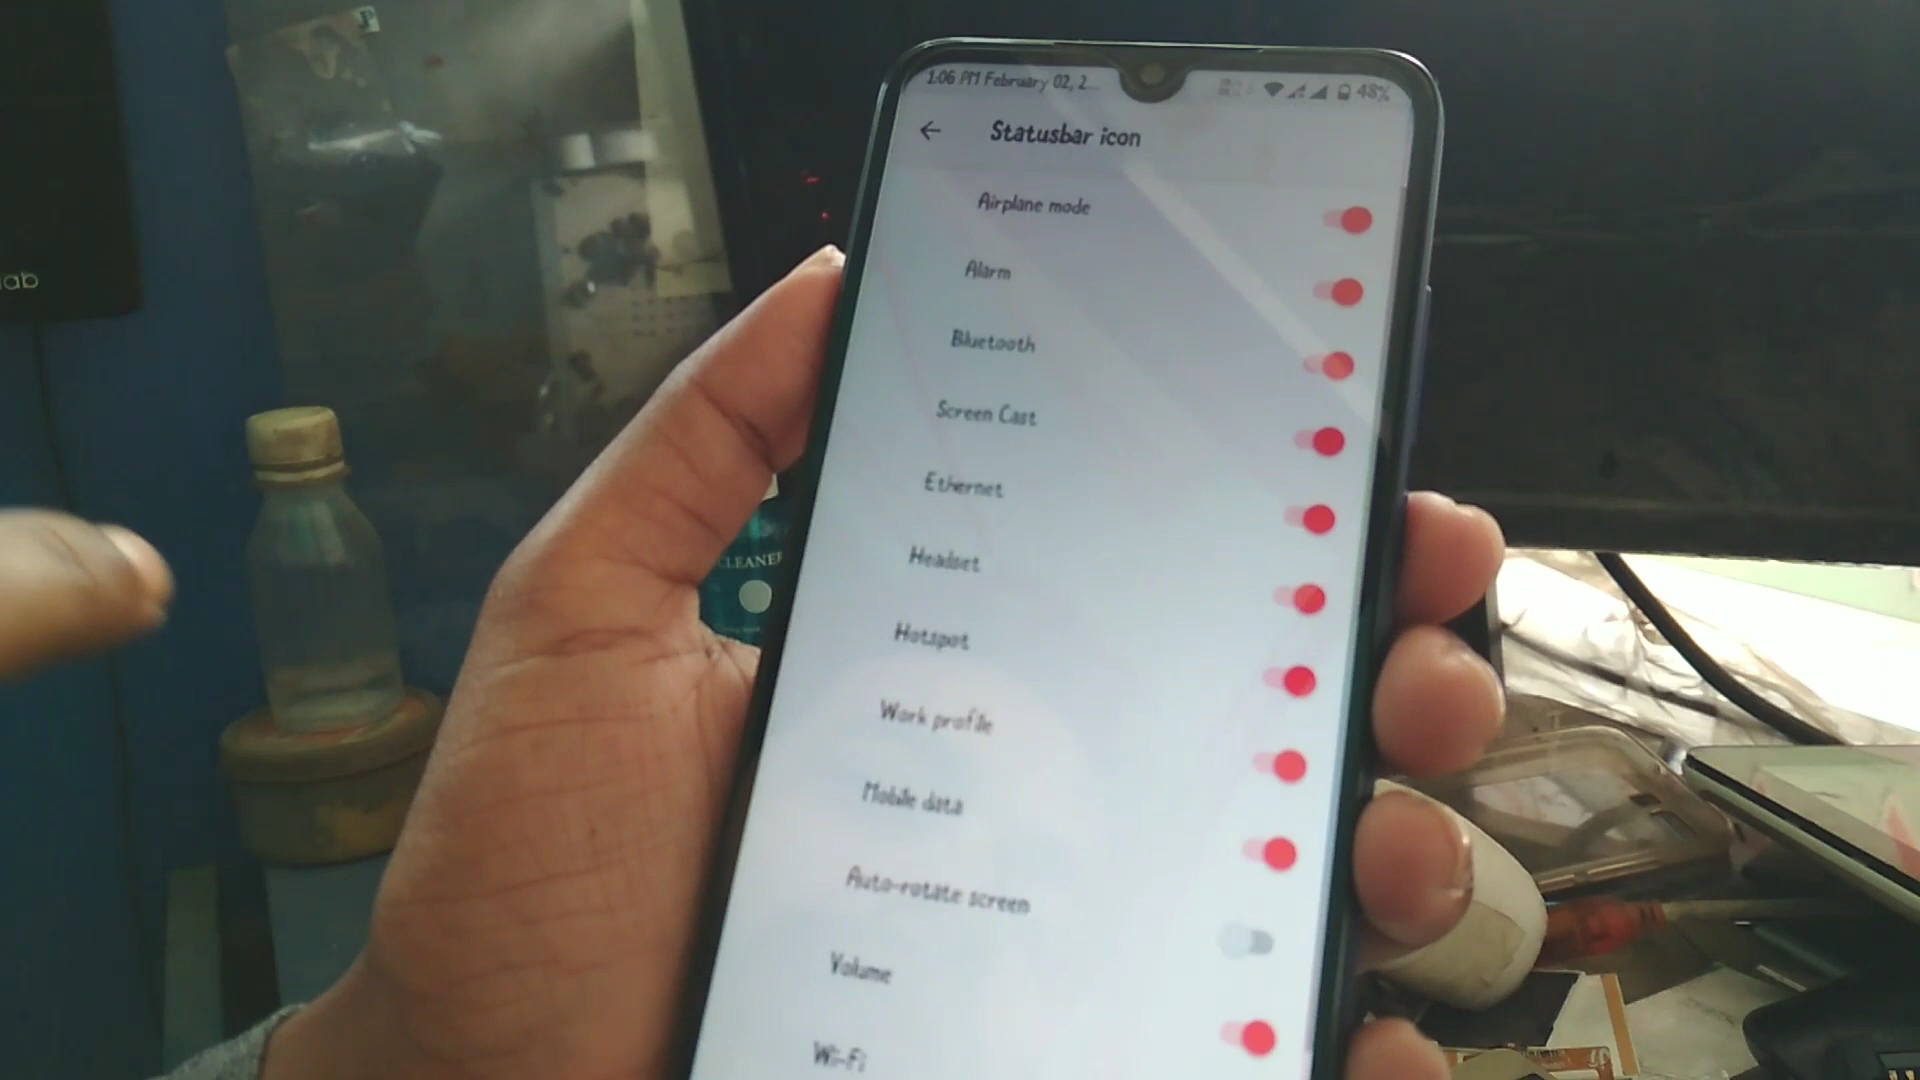 1:06 PM February 02, 2...
48%
Statusbar icon
Airplane mode
Alarm
Bluetooth
Screen Cast
Ethernet
Headset
Hotspot
Work profile
Mobile data
Auto-rotate screen
Volume
Wi-Fi
CLEANER
lab